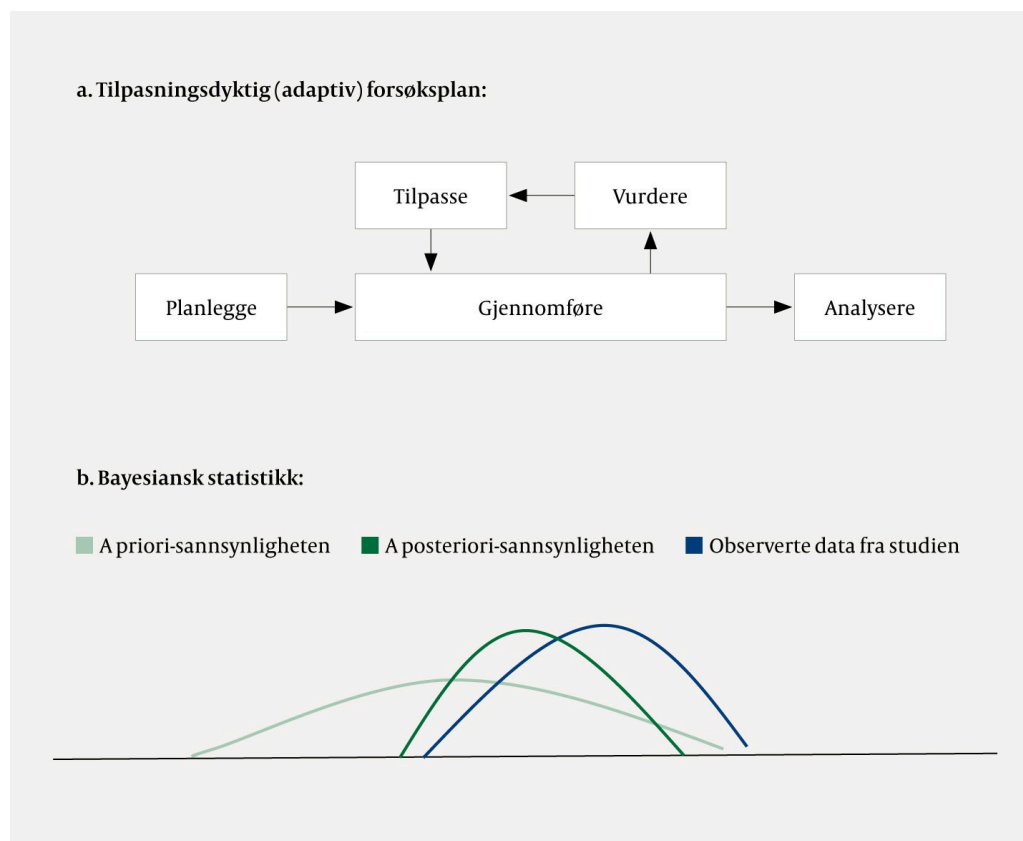 a. Tilpasningsdyktig (adaptiv) forsøksplan:
Tilpasse
Vurdere
Planlegge
Gjennomføre
Analysere
b. Bayesiansk statistikk:
A priori-sannsynligheten
A posteriori-sannsynligheten
Observerte data fra studien